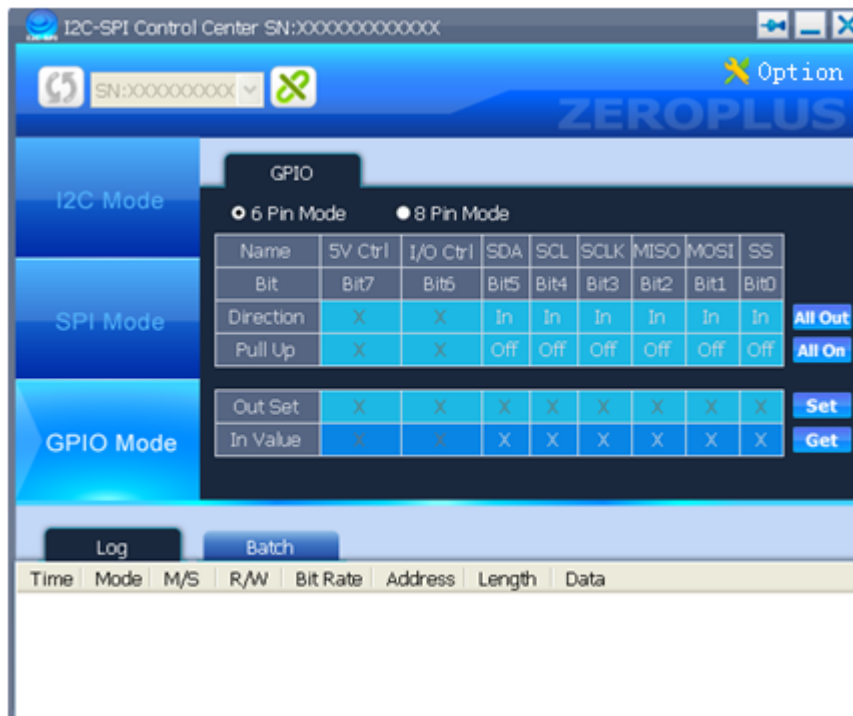 I2C-SPI Control Center SN:XXXXXXXXXXXX
SN:XXXXXXXXX
Option
ZEROPLUS
I2C Mode
SPI Mode
GPIO Mode
GPIO
6 Pin Mode 8 Pin Mode
Name 5V Ctrl I/O Ctrl SDA SCL SCLK MISO MOSI SS
Bit Bit7 Bit6 Bit5 Bit4 Bit3 Bit2 Bit1 Bit0
Direction X X In In In In In In All Out
Pull Up X X Off Off Off Off Off Off All On
Out Set X X X X X X X X Set
In Value X X X X X X X X Get
Log Batch
Time Mode M/S R/W Bit Rate Address Length Data